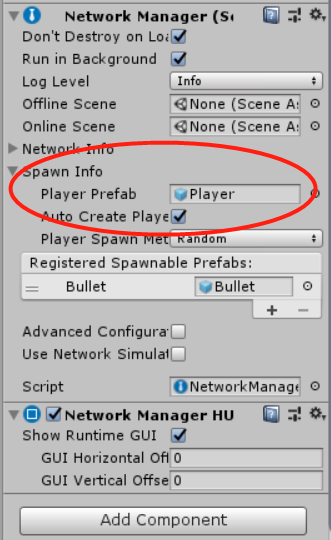 Network Manager (Sc
Don't Destroy on Loa
Run in Background
Log Level Info
Offline Scene None (Scene As
Online Scene None (Scene As
Network Info
Spawn Info
Player Prefab Player
Auto Create Playe
Player Spawn Met Random
Registered Spawnable Prefabs:
Bullet Bullet
+ −
Advanced Configurat
Use Network Simulat
Script NetworkManage
Network Manager HU
Show Runtime GUI
GUI Horizontal Off 0
GUI Vertical Offse 0
Add Component